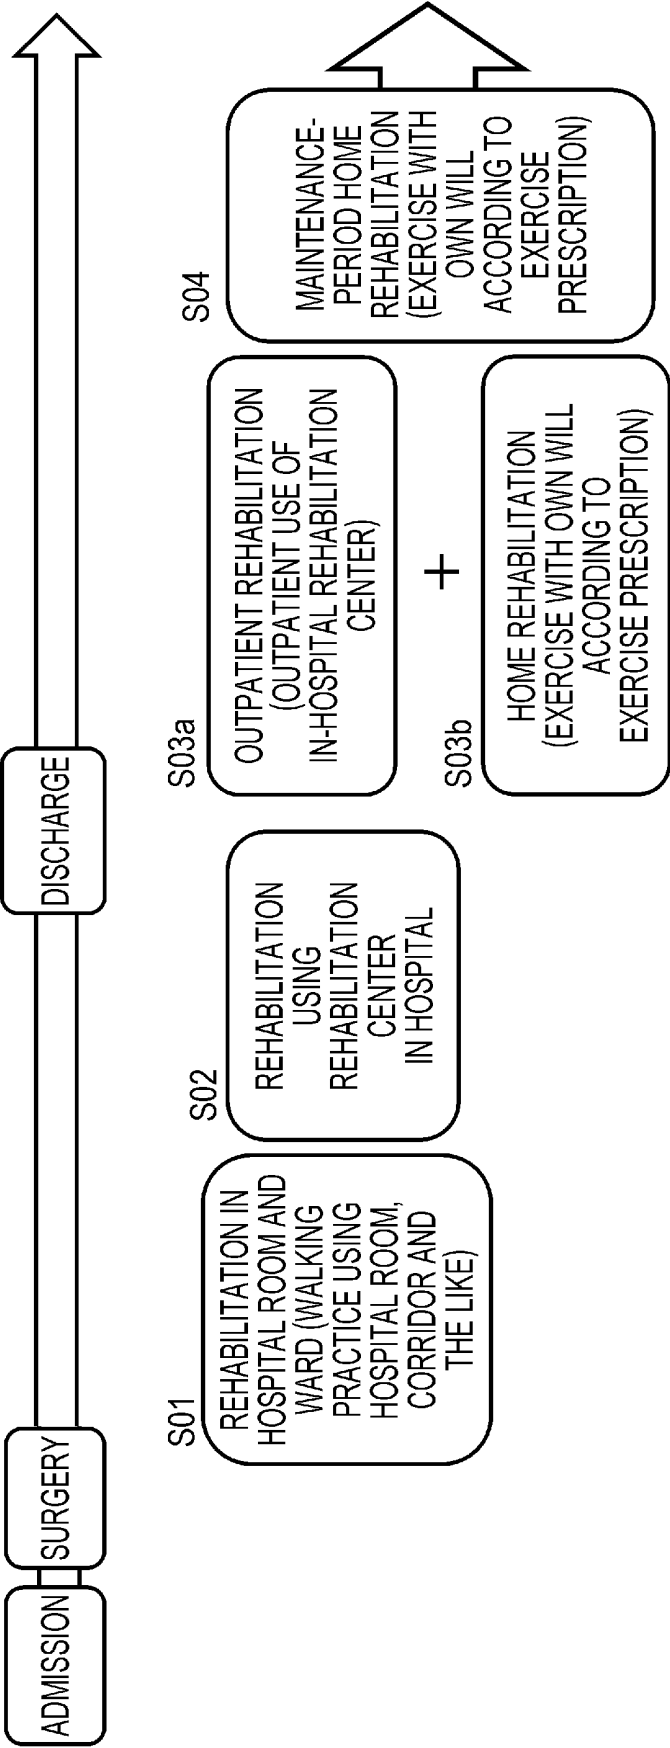 ADMISSION
SURGERY
DISCHARGE
S01
REHABILITATION IN
HOSPITAL ROOM AND
WARD (WALKING
PRACTICE USING
HOSPITAL ROOM,
CORRIDOR AND
THE LIKE)
S02
REHABILITATION
USING
REHABILITATION
CENTER
IN HOSPITAL
S03a
OUTPATIENT REHABILITATION
(OUTPATIENT USE OF
IN-HOSPITAL REHABILITATION
CENTER)
+
S03b
HOME REHABILITATION
(EXERCISE WITH OWN WILL
ACCORDING TO
EXERCISE PRESCRIPTION)
S04
MAINTENANCE-
PERIOD HOME
REHABILITATION
(EXERCISE WITH
OWN WILL
ACCORDING TO
EXERCISE
PRESCRIPTION)